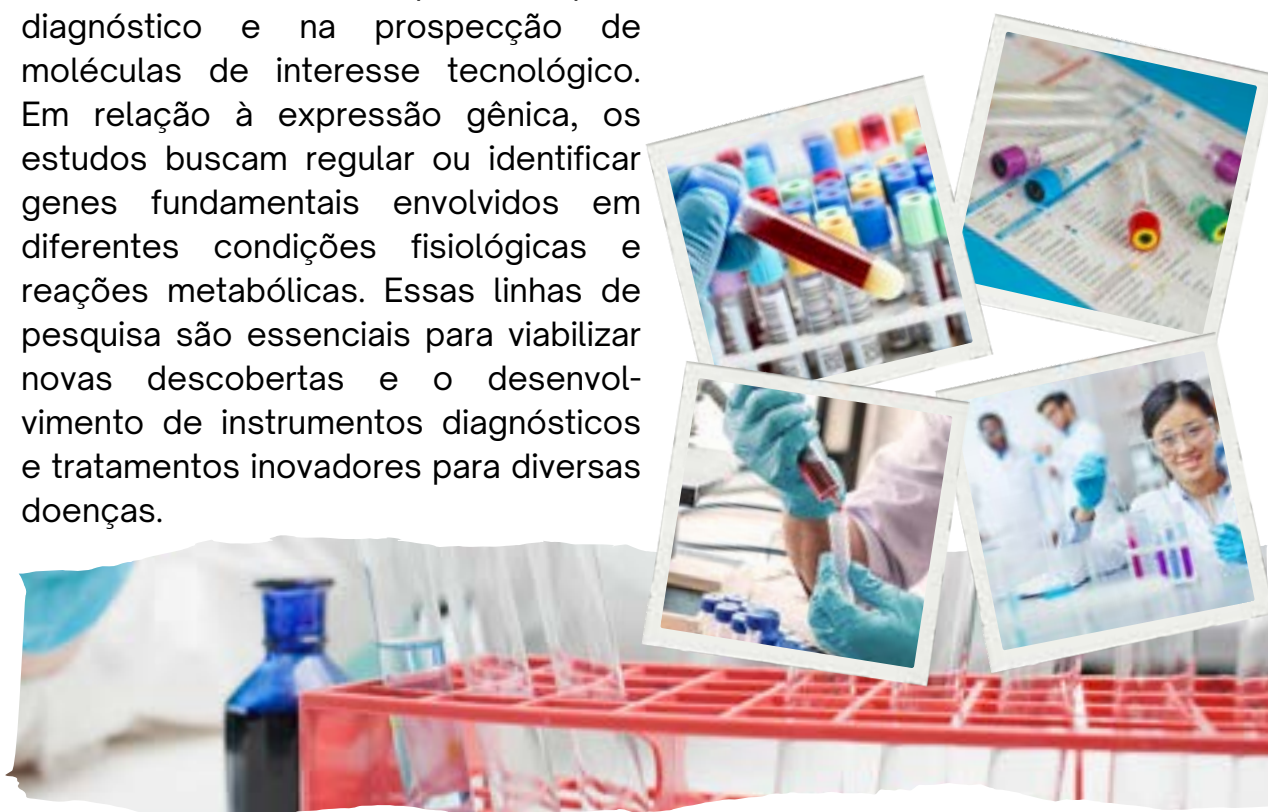 diagnóstico e na prospecção de
moléculas de interesse tecnológico.
Em relação à expressão gênica, os
estudos buscam regular ou identificar
genes fundamentais envolvidos em
diferentes condições fisiológicas e
reações metabólicas. Essas linhas de
pesquisa são essenciais para viabilizar
novas descobertas e o desenvol-
vimento de instrumentos diagnósticos
e tratamentos inovadores para diversas
doenças.